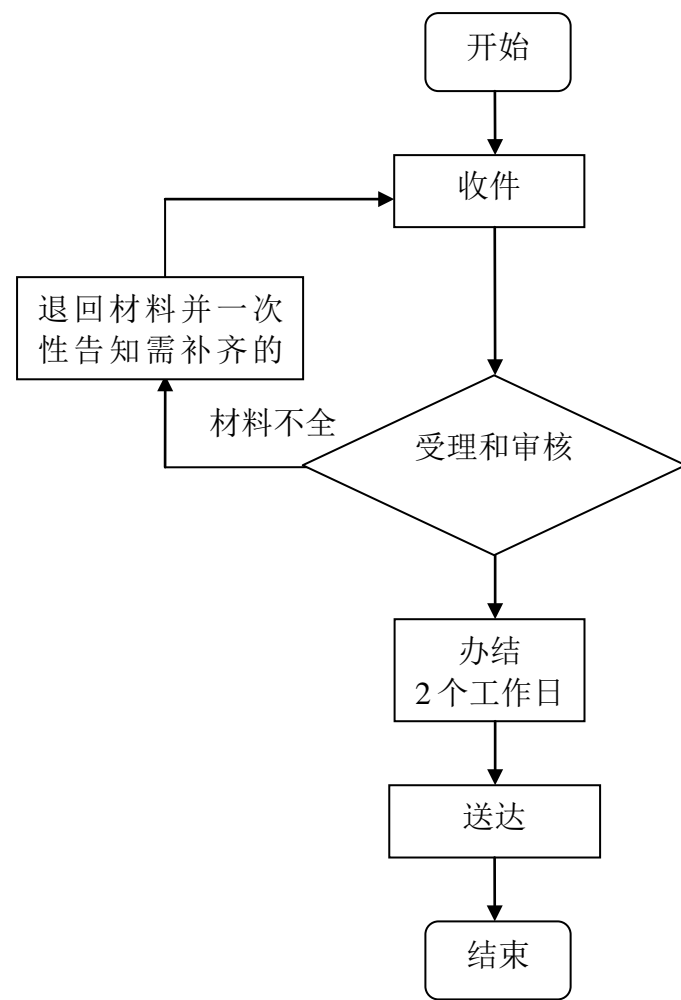 开始
收件
退回材料并一次
性告知需补齐的
材料不全
受理和审核
办结
2个工作日
送达
结束